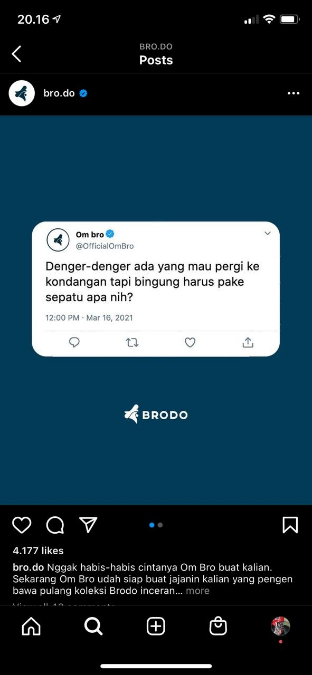 20.16
BRO.DO
Posts
bro.do
Om bro
@OfficialOmBro
Denger-denger ada yang mau pergi ke
kondangan tapi bingung harus pake
sepatu apa nih?
12:00 PM · Mar 16, 2021
BRODO
4.177 likes
bro.do Nggak habis-habis cintanya Om Bro buat kalian.
Sekarang Om Bro udah siap buat jajanin kalian yang pengen
bawa pulang koleksi Brodo inceran... more